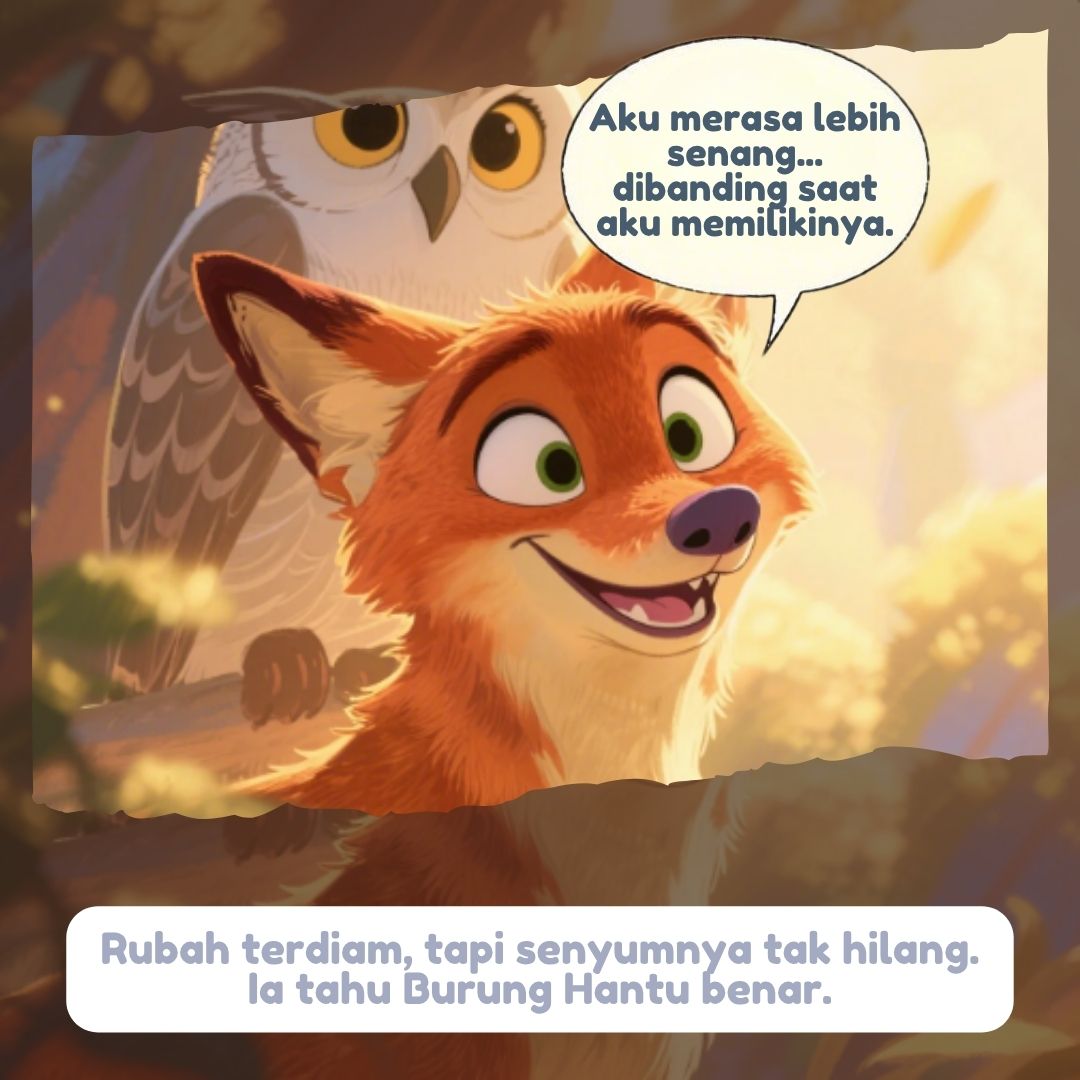 Aku merasa lebih
senang...
dibanding saat
aku memilikinya.
Rubah terdiam, tapi senyumnya tak hilang.
Ia tahu Burung Hantu benar.